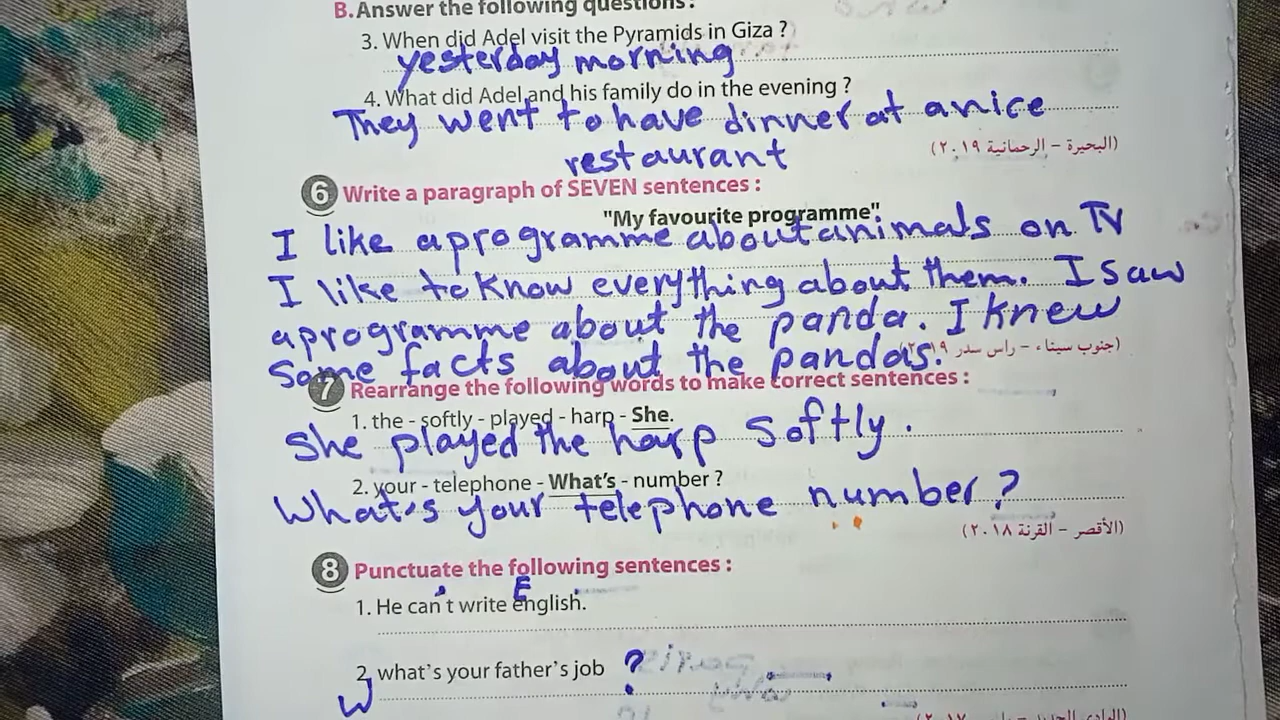 B. Answer the following questions:
3. When did Adel visit the Pyramids in Giza ?
yesterday morning
4. What did Adel and his family do in the evening ?
They went to have dinner at a nice
restaurant
(البحيرة – الرحمانية ٢٠١٩)
6 Write a paragraph of SEVEN sentences :
"My favourite programme"
I like a programme about animals on TV
I like to know everything about them. I saw
a programme about the panda. I knew
Some facts about the pandas.
(جنوب سيناء – راس سدر ٢٠١٩)
7 Rearrange the following words to make correct sentences :
1. the - softly - played - harp - She.
She played the harp softly.
2. your - telephone - What's - number ?
What's your telephone number?
(الأقصر – القرنة ٢٠١٨)
8 Punctuate the following sentences :
1. He can't write English.
2. what's your father's job ?
W